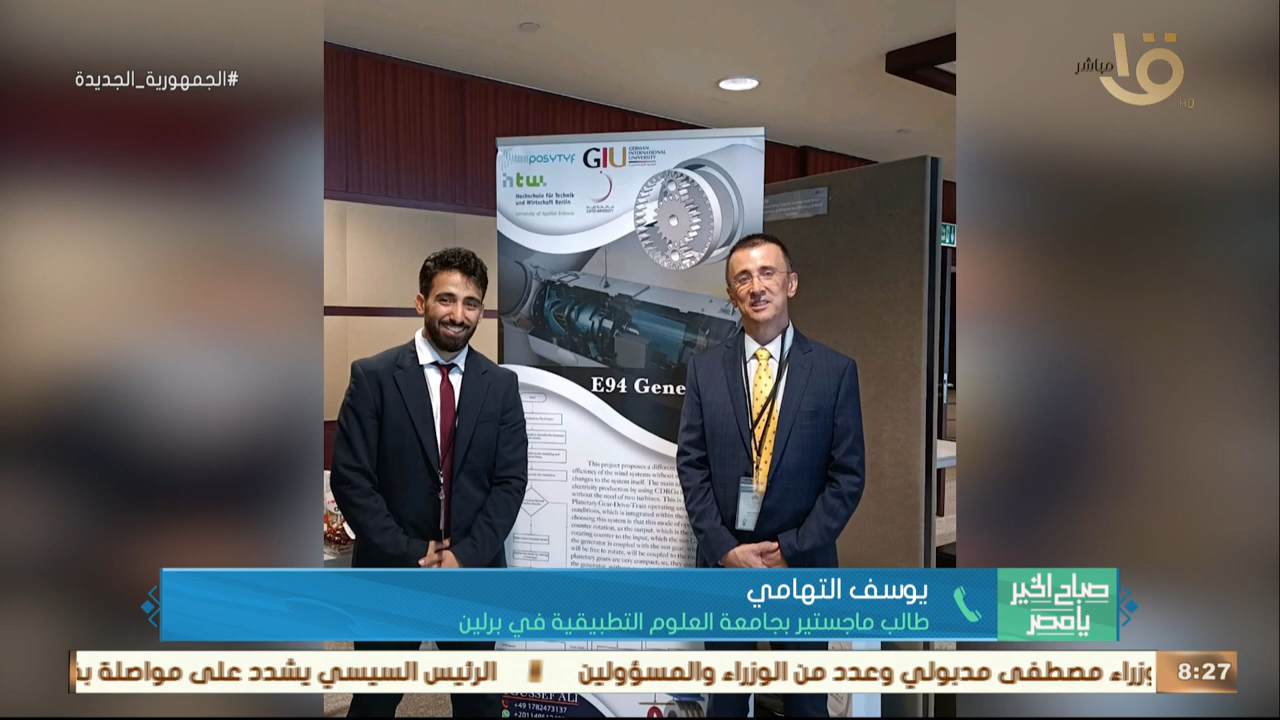 #الجمهورية_الجديدة
مباشر
HD
POSYTYF
GIU
GERMAN
INTERNATIONAL
UNIVERSITY
htw
Hochschule für Technik
und Wirtschaft Berlin
University of Applied Sciences
E94 Gene
This project proposes a different
efficiency of the wind systems without
changes to the system itself. The main
electricity production by using CDRGs
without the need of two turbines. This is
Planetary Gear-Drive/Train operating
conditions, which is integrated within the
choosing this system is that this mode of
counter rotation, as the output, which is the
rotating counter to the input, which the sun
the generator is coupled with the sun gear,
will be free to rotate, will be coupled to the
planetary gears are very compact; so, they
the generator,
صباح الخير
يا مصر
يوسف التهامي
طالب ماجستير بجامعة العلوم التطبيقية في برلين
8:27
وزراء مصطفى مدبولي وعدد من الوزراء والمسؤولين
الرئيس السيسي يشدد على مواصلة
YOUSSEF ALI
+49 1782473137